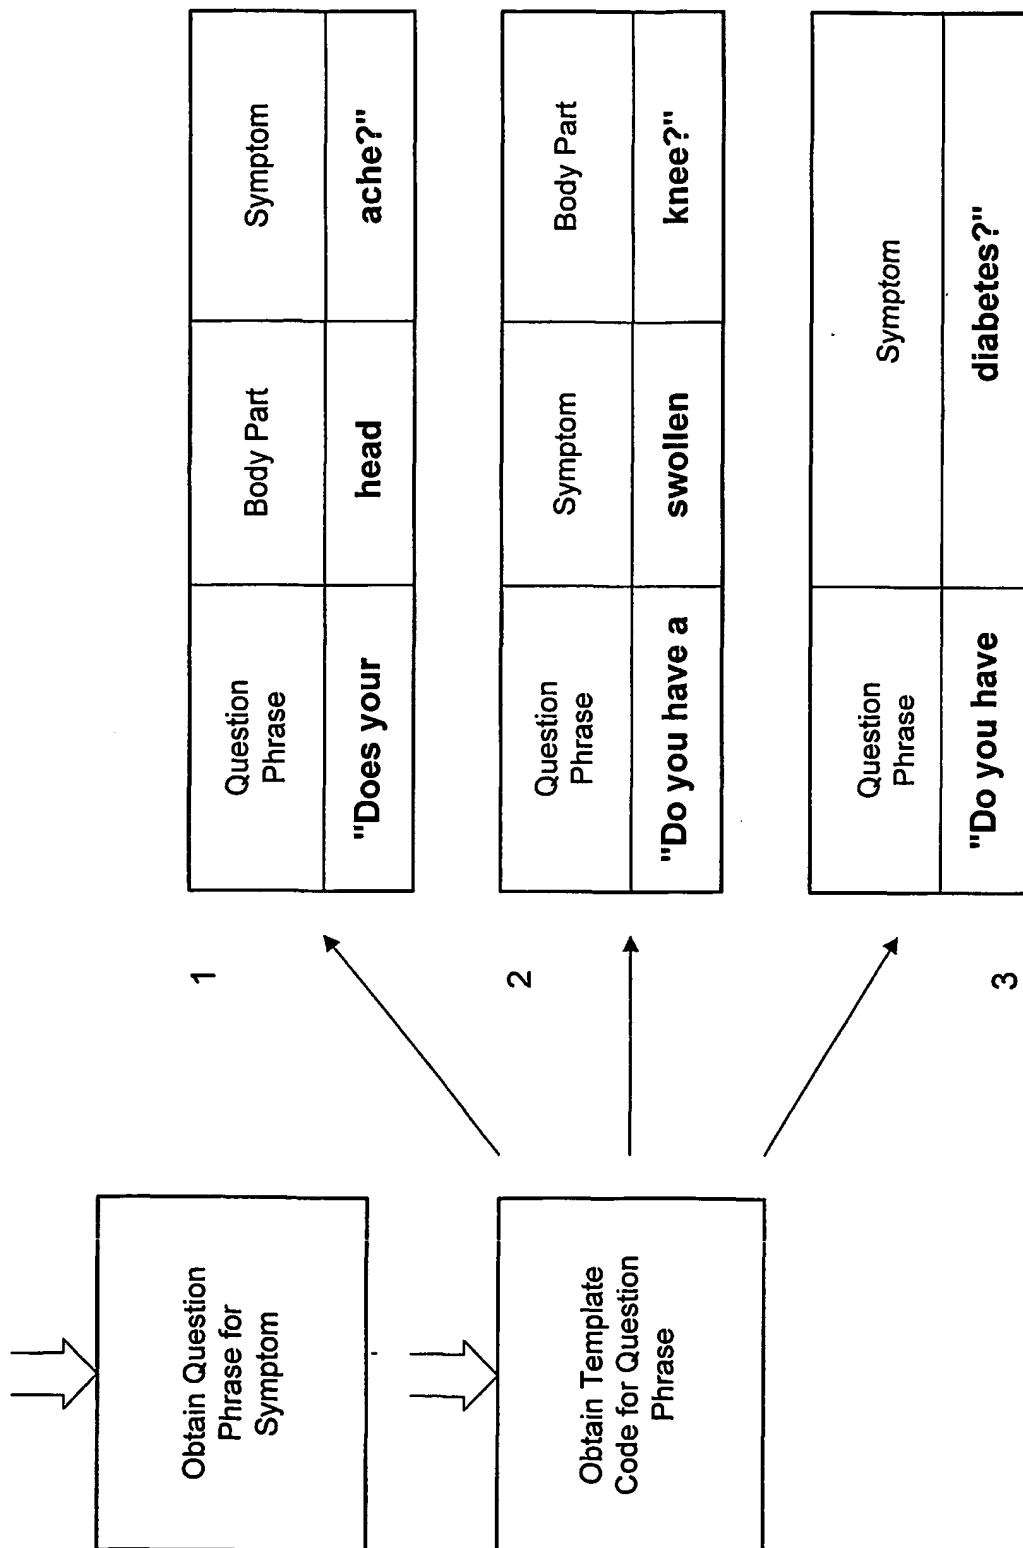 Obtain Question
Phrase for
Symptom
Obtain Template
Code for Question
Phrase
1
Question
Phrase
Body Part
Symptom
"Does your
head
ache?"
2
Question
Phrase
Symptom
Body Part
"Do you have a
swollen
knee?"
3
Question
Phrase
Symptom
"Do you have
diabetes?"